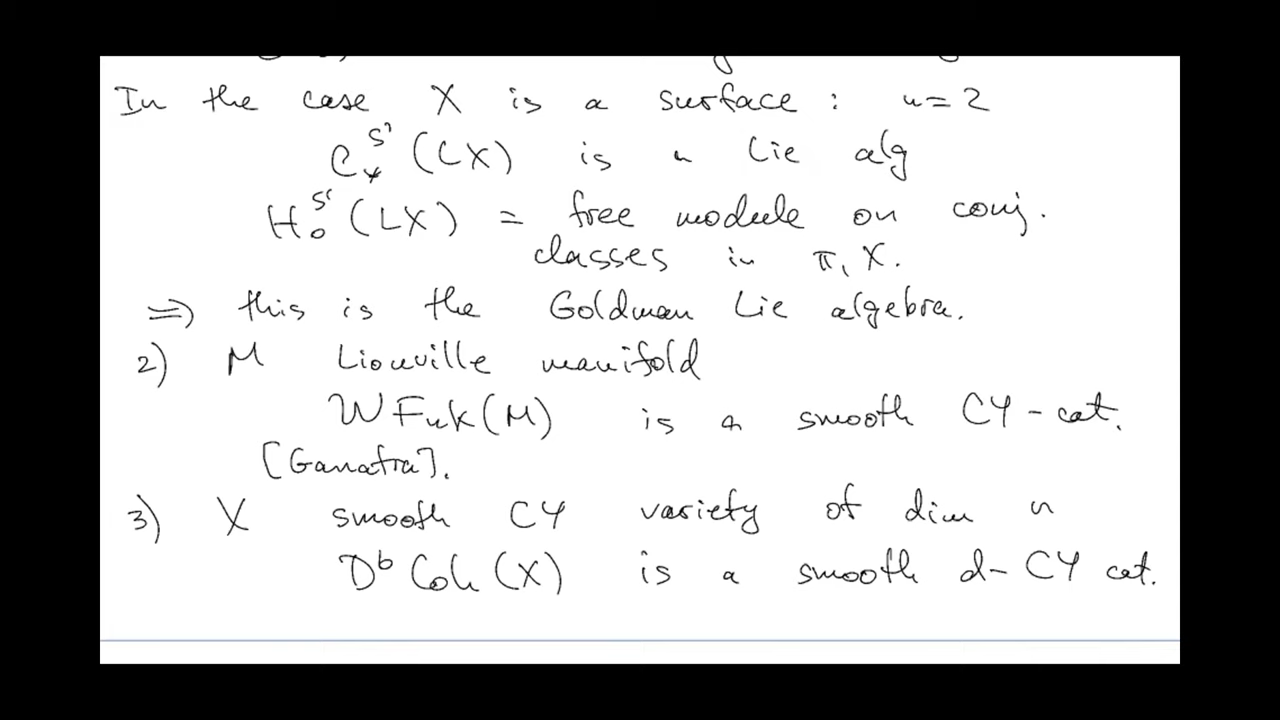 In the case X is a surface : n=2
C_*^{S^1} (LX) is a Lie alg
H_0^{S^1} (LX) = free module on conj.
classes in π_1 X.
⇒ this is the Goldman Lie algebra.
2) M Liouville manifold
WFuk(M) is a smooth CY-cat.
[Ganatra].
3) X smooth CY variety of dim n
D^b Coh(X) is a smooth d-CY cat.